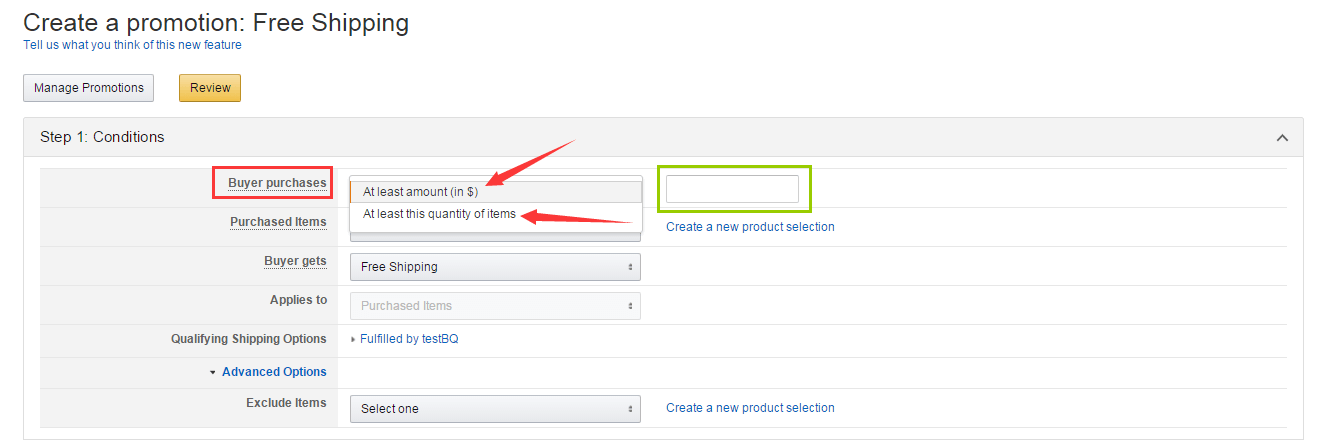 Create a promotion: Free Shipping
Tell us what you think of this new feature
Manage Promotions Review
Step 1: Conditions
Buyer purchases At least amount (in $)
At least this quantity of items
Purchased Items Create a new product selection
Buyer gets Free Shipping
Applies to Purchased Items
Qualifying Shipping Options Fulfilled by testBQ
Advanced Options
Exclude Items Select one Create a new product selection